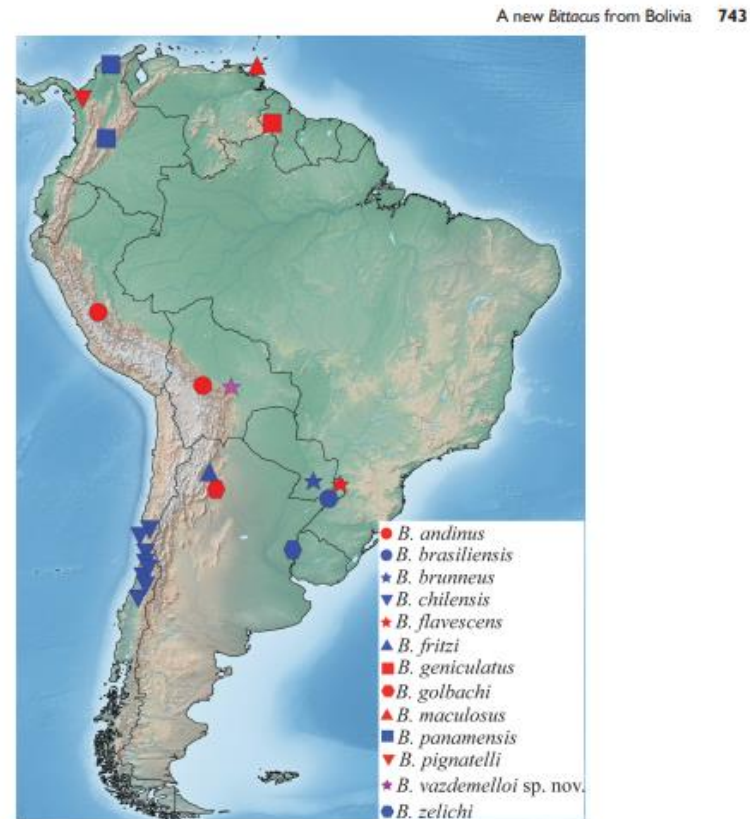 A new Bittacus from Bolivia 743
B. andinus
B. brasiliensis
B. brunneus
B. chilensis
B. flavescens
B. fritzi
B. geniculatus
B. golbachi
B. maculosus
B. panamensis
B. pignatelli
B. vazdemelloi sp. nov.
B. zelichi